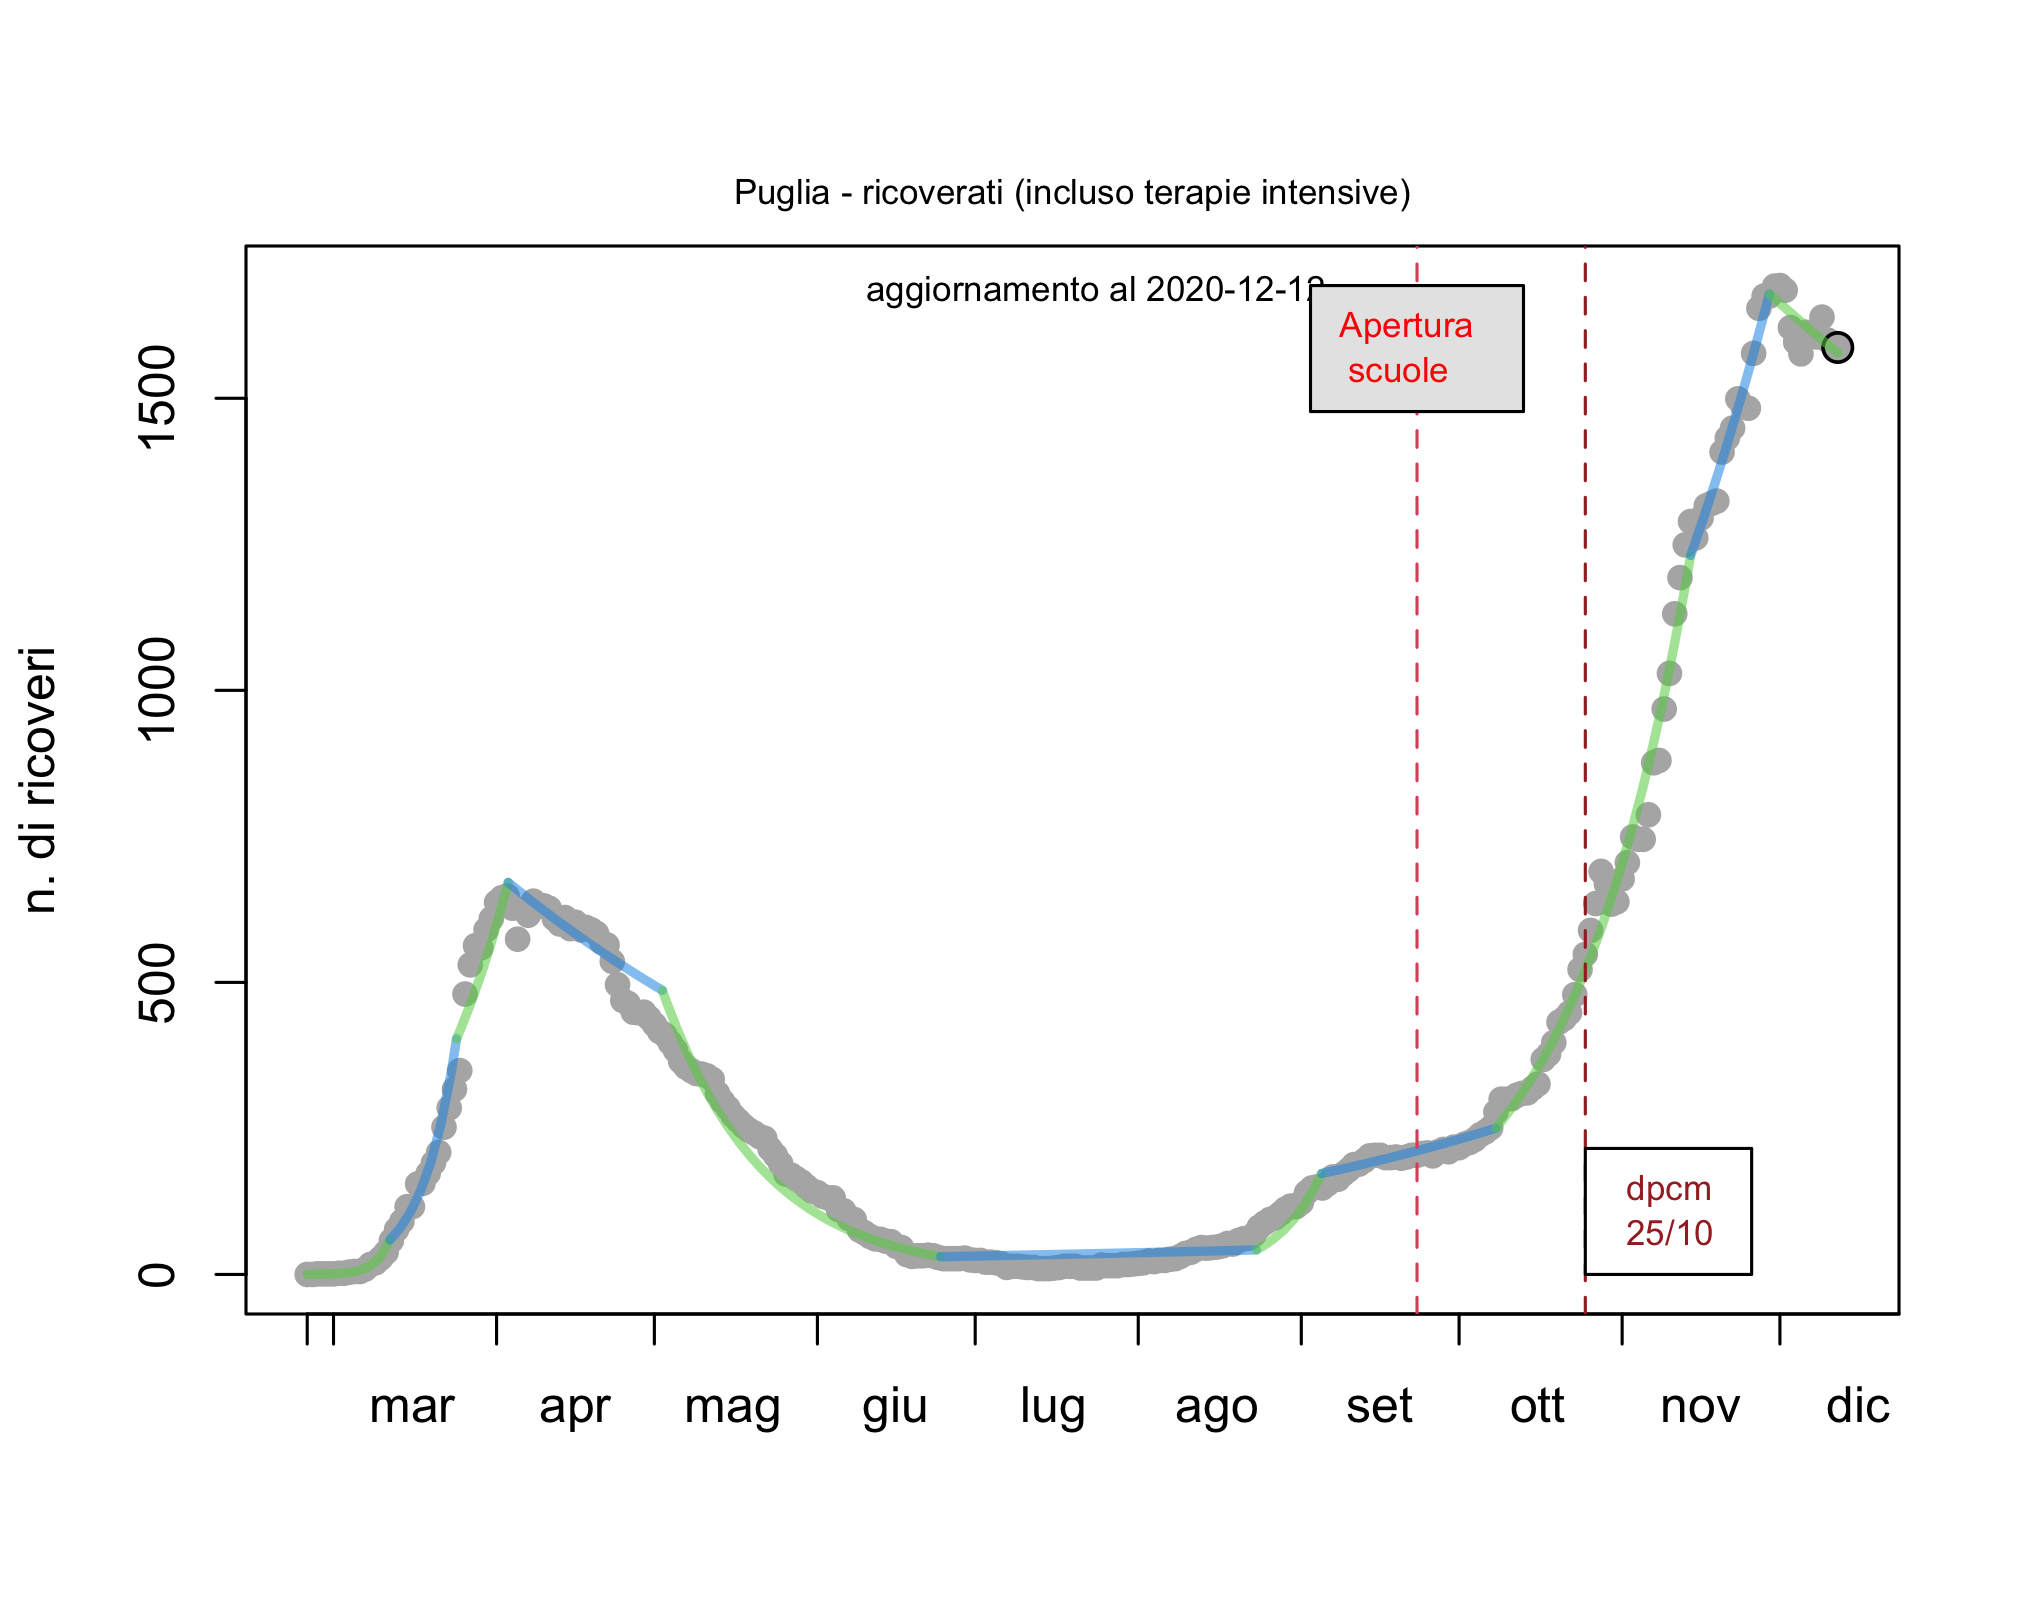 Puglia - ricoverati (incluso terapie intensive)
aggiornamento al 2020-12-12
Apertura
scuole
n. di ricoveri
1500
1000
500
0
dpcm
25/10
mar apr mag giu lug ago set ott nov dic